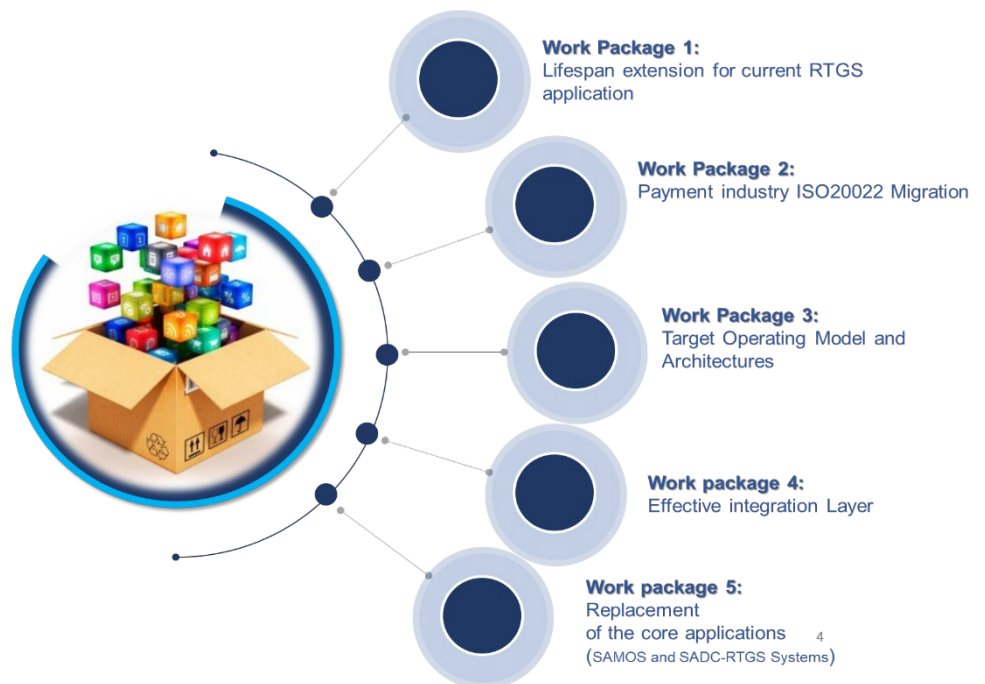 Work Package 1:
Lifespan extension for current RTGS
application
Work Package 2:
Payment industry ISO20022 Migration
Work Package 3:
Target Operating Model and
Architectures
Work package 4:
Effective integration Layer
Work package 5:
Replacement
of the core applications
(SAMOS and SADC-RTGS Systems)
4